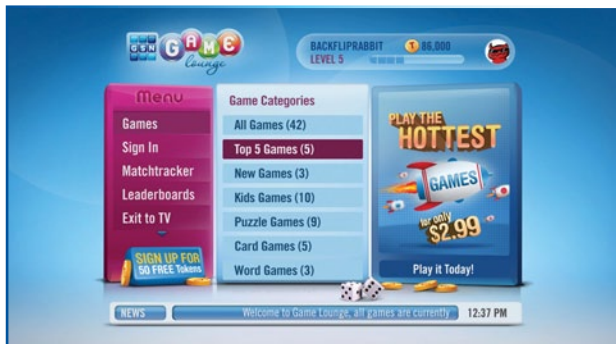 GSN GAME
lounge
BACKFLIPRABBIT T 86,000
LEVEL 5
Menu
Games
Sign In
Matchtracker
Leaderboards
Exit to TV
SIGN UP FOR
50 FREE Tokens
Game Categories
All Games (42)
Top 5 Games (5)
New Games (3)
Kids Games (10)
Puzzle Games (9)
Card Games (5)
Word Games (3)
PLAY THE
HOTTEST
GAMES
for only
$2.99
Play it Today!
NEWS
Welcome to Game Lounge, all games are currently
12:37 PM